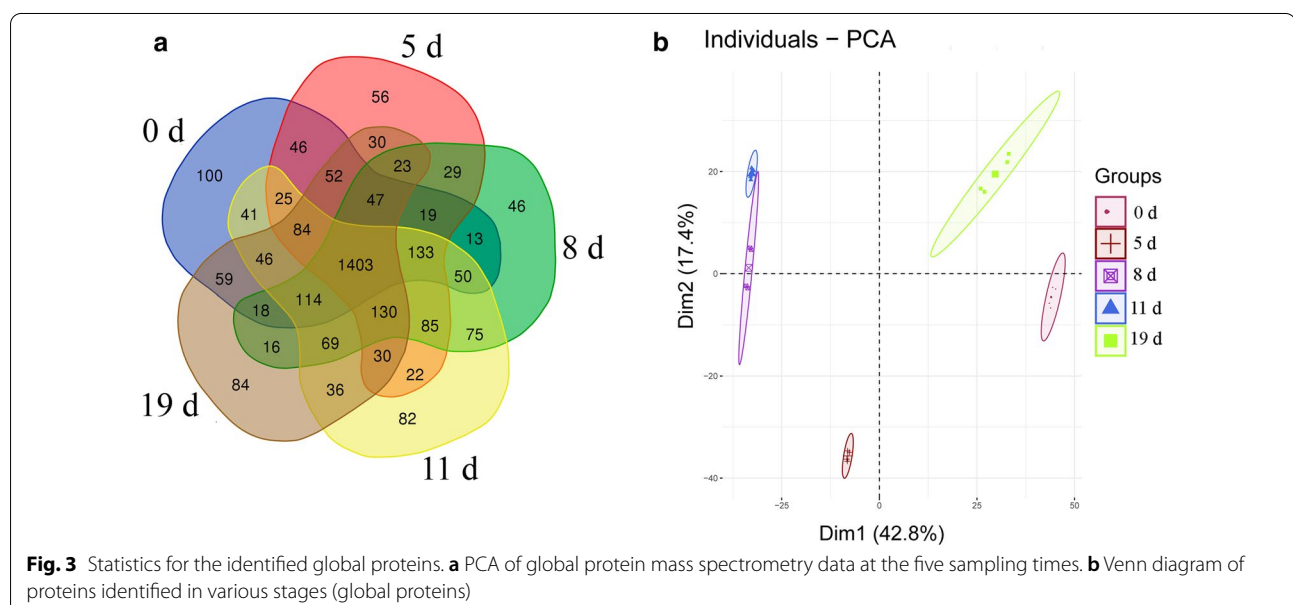 a
5 d
0 d
8 d
19 d
11 d
56
30
46
23
29
100
52
46
25
47
41
19
13
84
133
46
1403
50
59
114
18
130
85
75
16
69
30
22
84
36
82
b Individuals − PCA
Dim2 (17.4%)
20
0
−20
−40
−25
0
25
50
Dim1 (42.8%)
Groups
0 d
5 d
8 d
11 d
19 d
Fig. 3 Statistics for the identified global proteins. a PCA of global protein mass spectrometry data at the five sampling times. b Venn diagram of
proteins identified in various stages (global proteins)